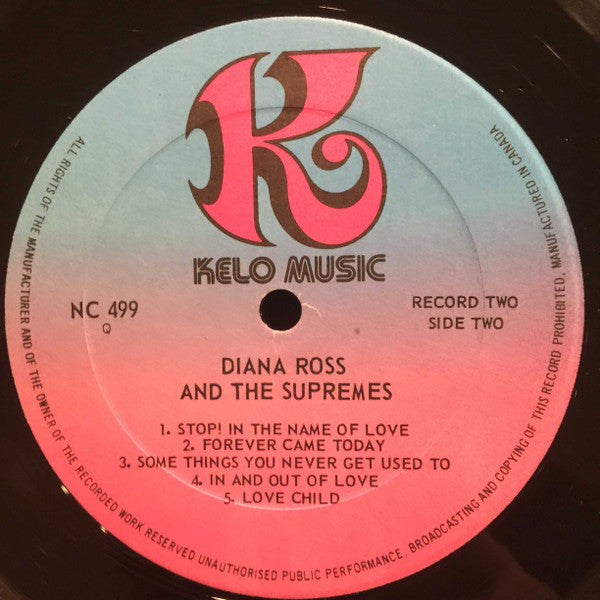 K
KELO MUSIC
NC 499
Q
RECORD TWO
SIDE TWO
DIANA ROSS
AND THE SUPREMES
1. STOP! IN THE NAME OF LOVE
2. FOREVER CAME TODAY
3. SOME THINGS YOU NEVER GET USED TO
4. IN AND OUT OF LOVE
5. LOVE CHILD
ALL RIGHTS OF THE MANUFACTURER AND OF THE OWNER OF THE RECORDED WORK RESERVED UNAUTHORISED PUBLIC PERFORMANCE, BROADCASTING AND COPYING OF THIS RECORD PROHIBITED, MANUFACTURED IN CANADA